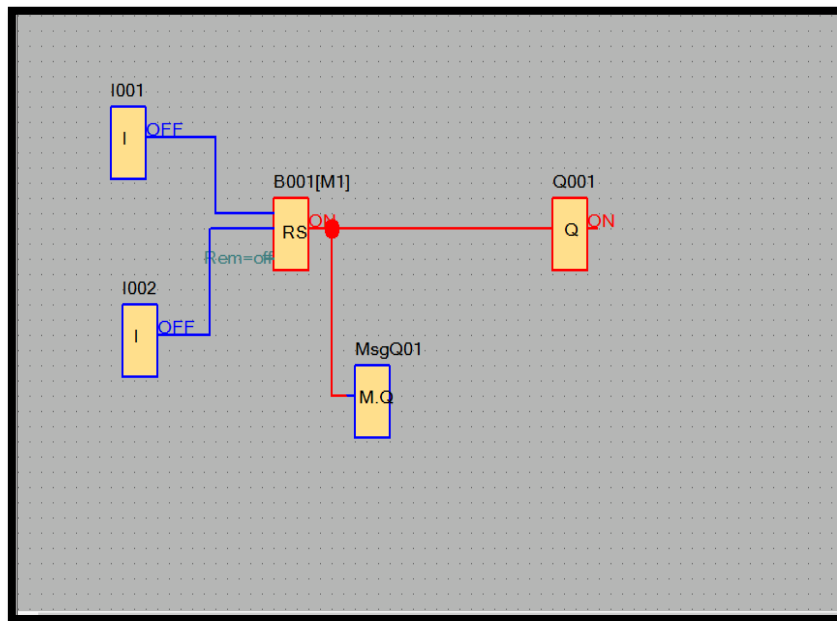 I001
I
OFF
B001[M1]
RS
ON
Rem=off
Q001
Q
ON
I002
I
OFF
MsgQ01
M.Q